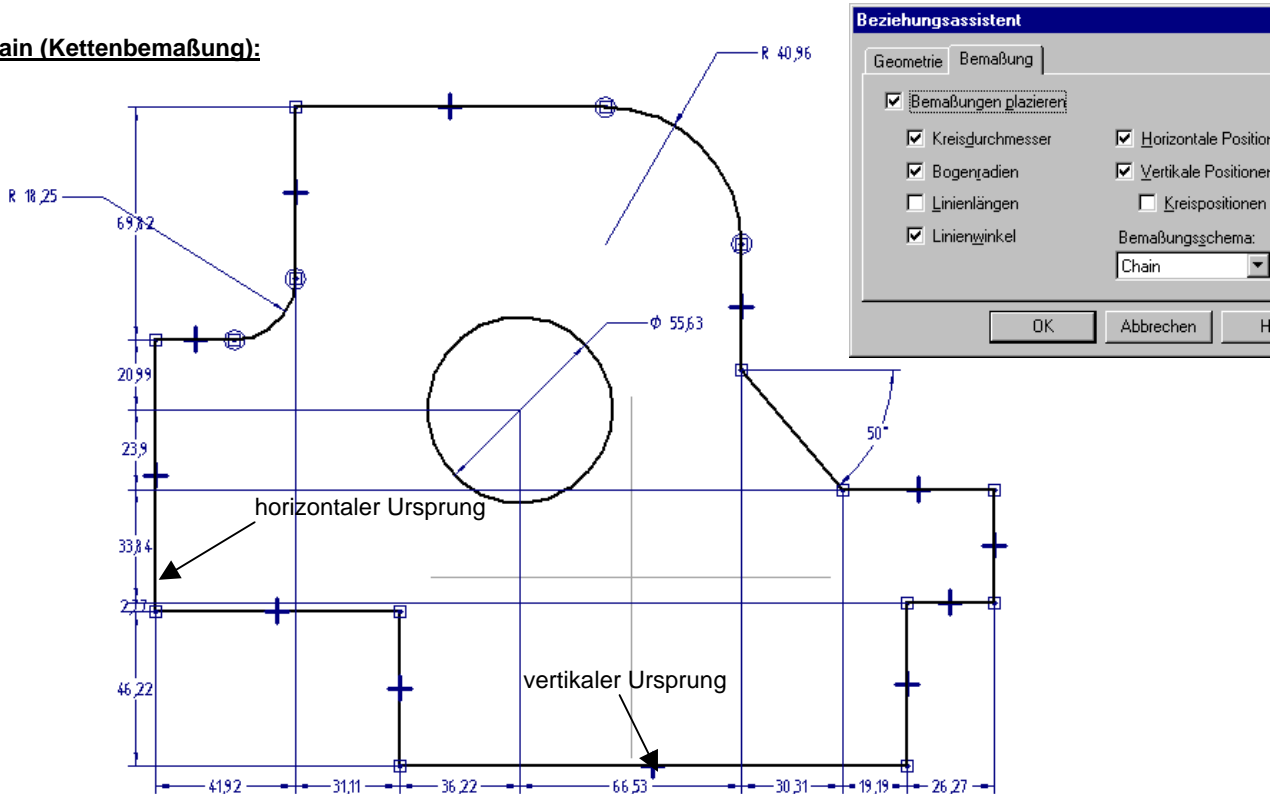 ain (Kettenbemaßung):
R 40,96
R 18,25
69,82
20,99
23,9
33,84
2,77
46,22
Φ 55,63
50°
horizontaler Ursprung
vertikaler Ursprung
41,92
31,11
36,22
66,53
30,31
19,19
26,27
Beziehungsassistent
Geometrie
Bemaßung
Bemaßungen plazieren
Kreisdurchmesser
Bogenradien
Linienlängen
Linienwinkel
Horizontale Position
Vertikale Positionen
Kreispositionen
Bemaßungsschema:
Chain
OK
Abbrechen
H